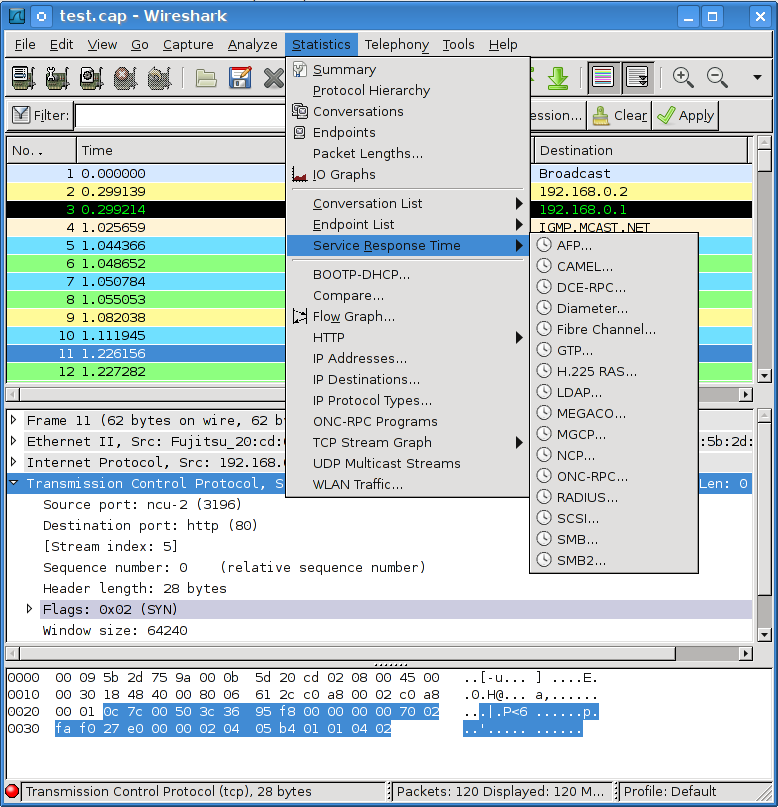 test.cap - Wireshark
File Edit View Go Capture Analyze Statistics Telephony Tools Help
Filter: ession... Clear Apply
No. . Time Destination
1 0.000000 Broadcast
2 0.299139 192.168.0.2
3 0.299214 192.168.0.1
4 1.025659 IGMP.MCAST.NET
5 1.044366
6 1.048652
7 1.050784
8 1.055053
9 1.082038
10 1.111945
11 1.226156
12 1.227282
Summary
Protocol Hierarchy
Conversations
Endpoints
Packet Lengths...
IO Graphs
Conversation List
Endpoint List
Service Response Time
BOOTP-DHCP...
Compare...
Flow Graph...
HTTP
IP Addresses...
IP Destinations...
IP Protocol Types...
ONC-RPC Programs
TCP Stream Graph
UDP Multicast Streams
WLAN Traffic...
AFP...
CAMEL...
DCE-RPC...
Diameter...
Fibre Channel...
GTP...
H.225 RAS...
LDAP...
MEGACO...
MGCP...
NCP...
ONC-RPC...
RADIUS...
SCSI...
SMB...
SMB2...
Frame 11 (62 bytes on wire, 62 b
Ethernet II, Src: Fujitsu_20:cd: :5b:2d:
Internet Protocol, Src: 192.168.
Transmission Control Protocol, S Len: 0
Source port: ncu-2 (3196)
Destination port: http (80)
[Stream index: 5]
Sequence number: 0 (relative sequence number)
Header length: 28 bytes
Flags: 0x02 (SYN)
Window size: 64240
0000 00 09 5b 2d 75 9a 00 0b 5d 20 cd 02 08 00 45 00 ..[-u... ] ....E.
0010 00 30 18 48 40 00 80 06 61 2c c0 a8 00 02 c0 a8 .0.H@... a,......
0020 00 01 0c 7c 00 50 3c 36 95 f8 00 00 00 00 70 02 ...|.P<6 ......p.
0030 fa f0 27 e0 00 00 02 04 05 b4 01 01 04 02 ..'..... ......
Transmission Control Protocol (tcp), 28 bytes Packets: 120 Displayed: 120 M... Profile: Default